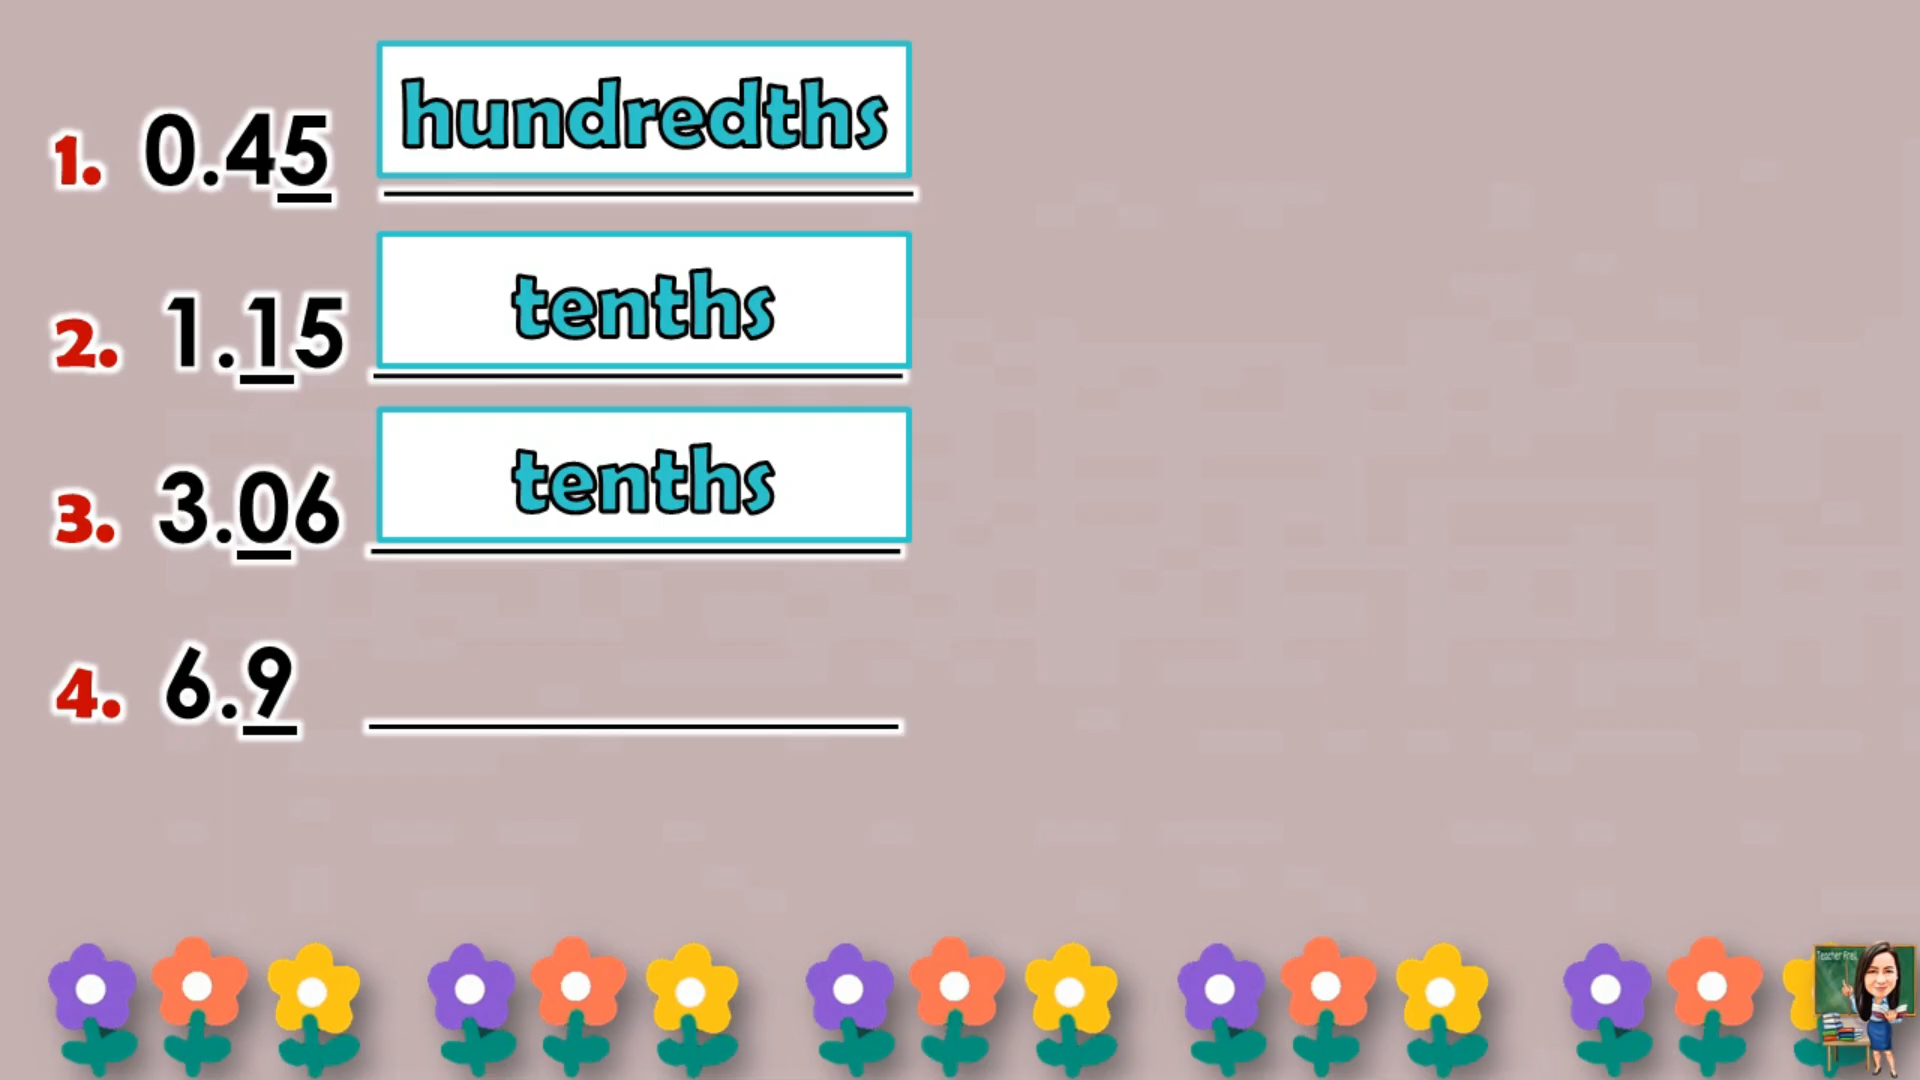 1. 0.45 hundredths
2. 1.15 tenths
3. 3.06 tenths
4. 6.9